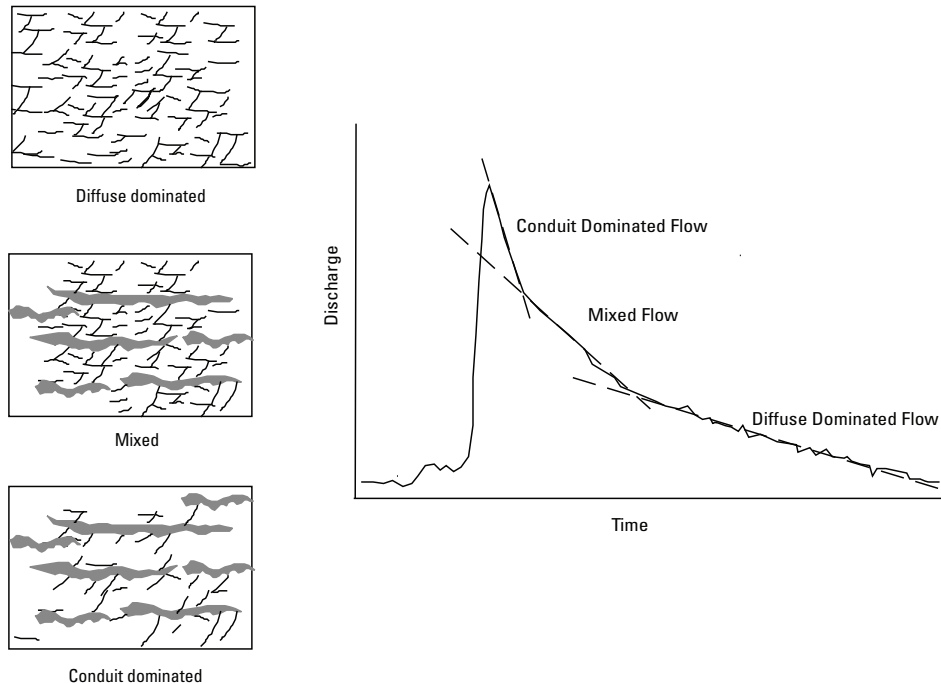 Diffuse dominated
Mixed
Conduit dominated
Discharge
Conduit Dominated Flow
Mixed Flow
Diffuse Dominated Flow
Time